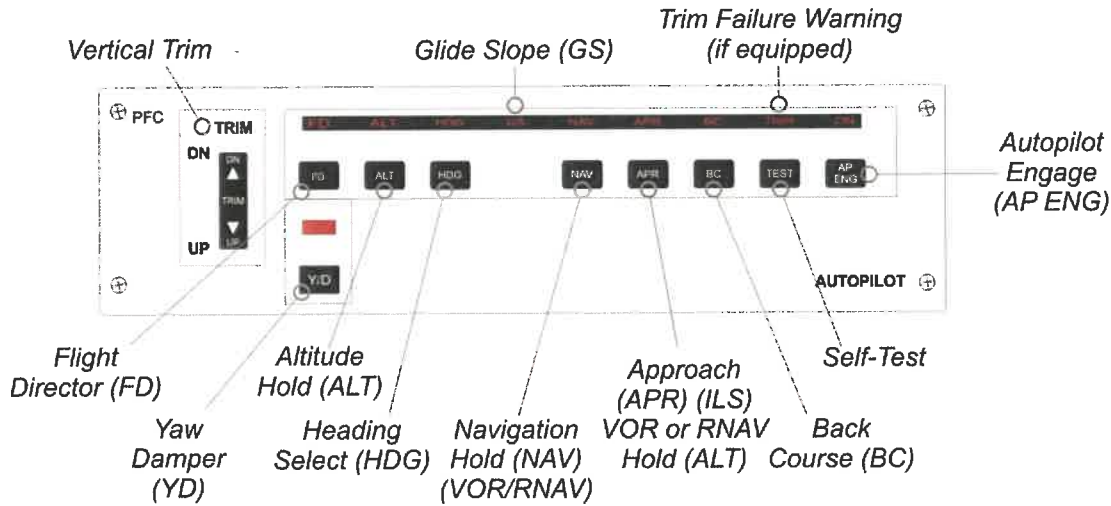 Trim Failure Warning
(if equipped)
Vertical Trim
Glide Slope (GS)
PFC
TRIM
FD ALT HDG GS NAV APR BC TRIM ON
DN
DN
TRIM
UP
UP
FD
ALT
HDG
NAV
APR
BC
TEST
AP
ENG
Autopilot
Engage
(AP ENG)
Y/D
AUTOPILOT
Flight
Director (FD)
Altitude
Hold (ALT)
Approach
(APR) (ILS)
VOR or RNAV
Hold (ALT)
Self-Test
Yaw
Damper
(YD)
Heading
Select (HDG)
Navigation
Hold (NAV)
(VOR/RNAV)
Back
Course (BC)